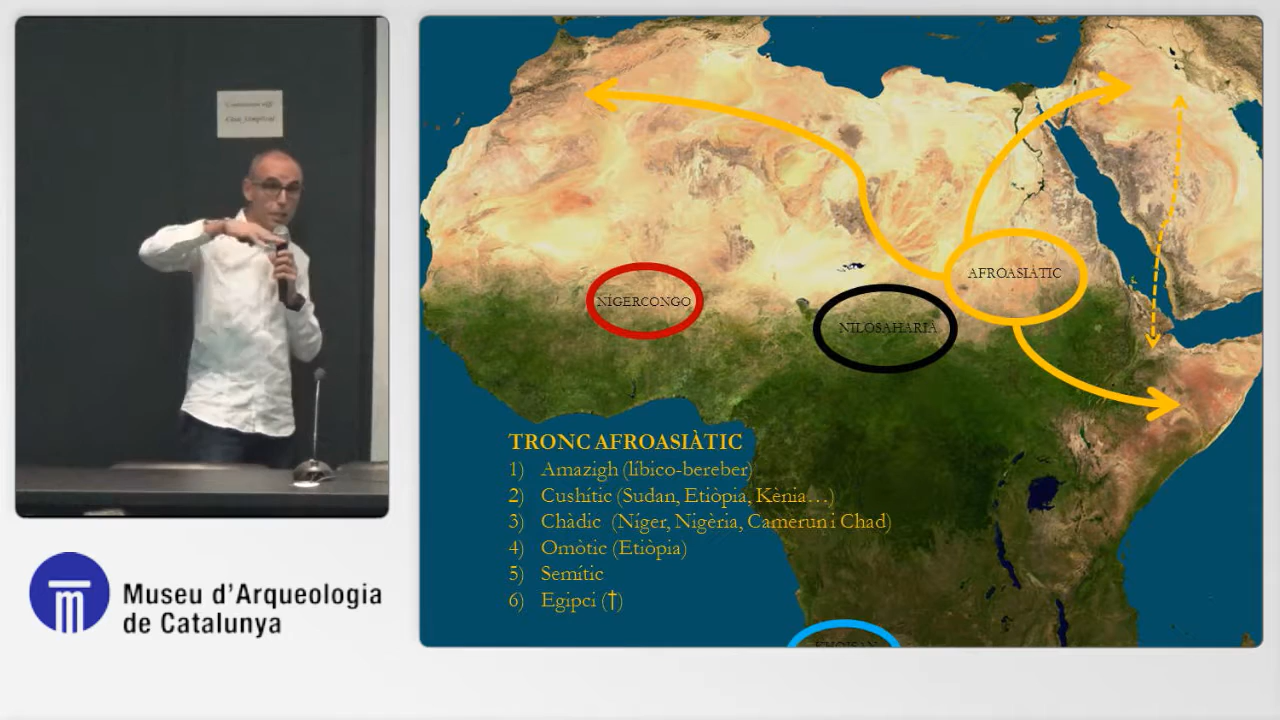 AFROASIÀTIC
NÍGERCONGO
NILOSAHARIÀ
TRONC AFROASIÀTIC
1) Amazigh (líbico-bereber)
2) Cushític (Sudan, Etiòpia, Kènia…)
3) Chàdic (Níger, Nigèria, Camerun i Chad)
4) Omòtic (Etiòpia)
5) Semític
6) Egipci (†)
Museu d'Arqueologia
de Catalunya